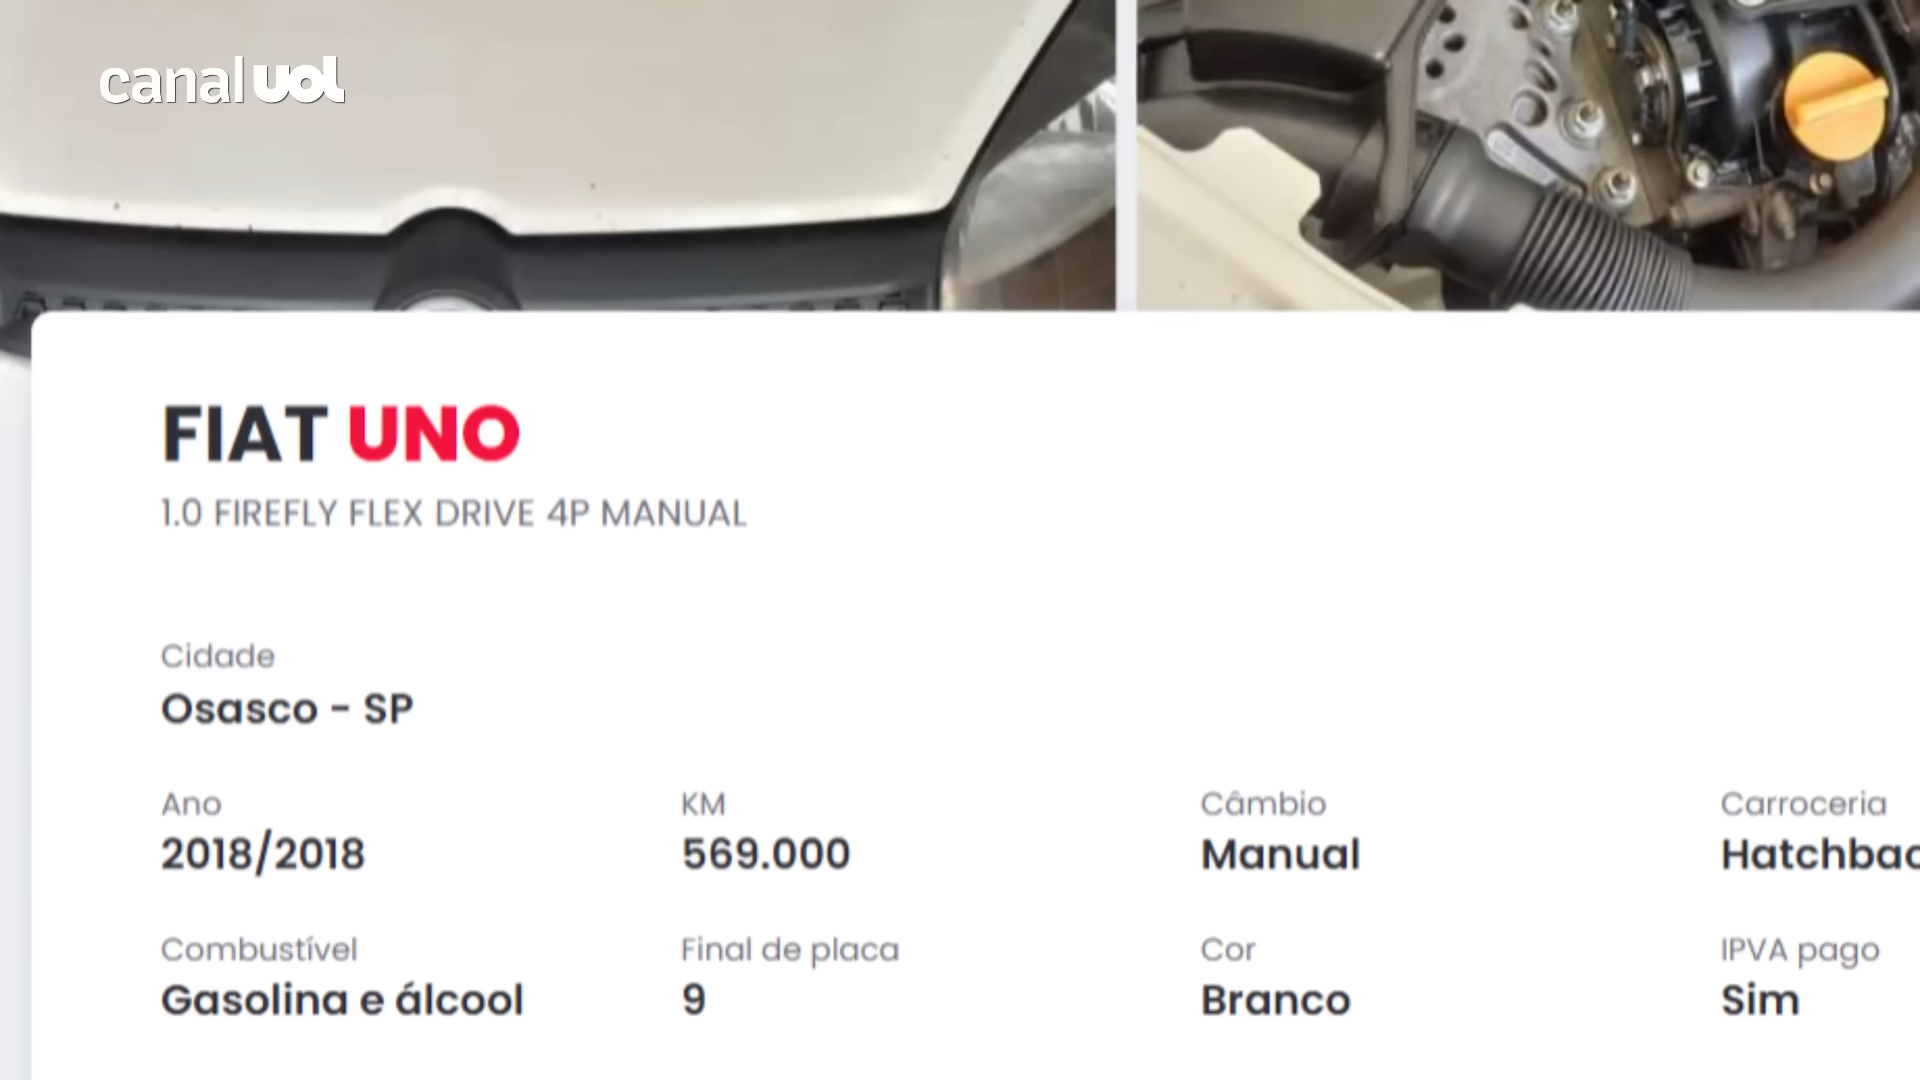 canal uol
FIAT UNO
1.0 FIREFLY FLEX DRIVE 4P MANUAL
Cidade
Osasco - SP
Ano
2018/2018
KM
569.000
Câmbio
Manual
Carroceria
Hatchbac
Combustível
Gasolina e álcool
Final de placa
9
Cor
Branco
IPVA pago
Sim